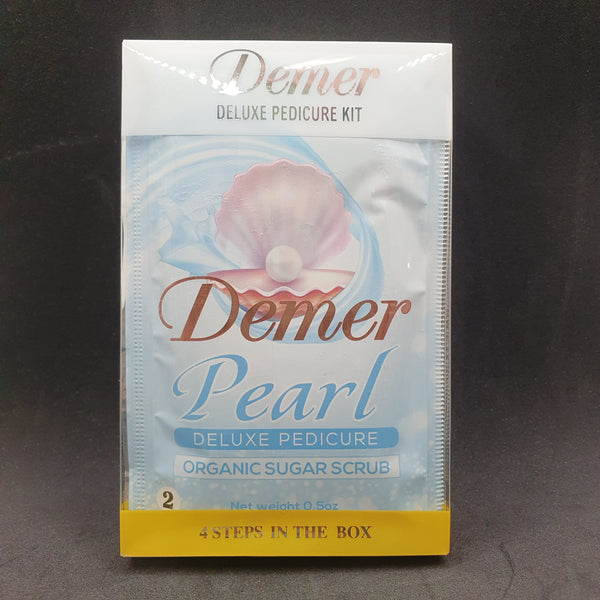 Demer
DELUXE PEDICURE KIT
Demer
Pearl
DELUXE PEDICURE
ORGANIC SUGAR SCRUB
2
Net weight 0.5oz
4 STEPS IN THE BOX